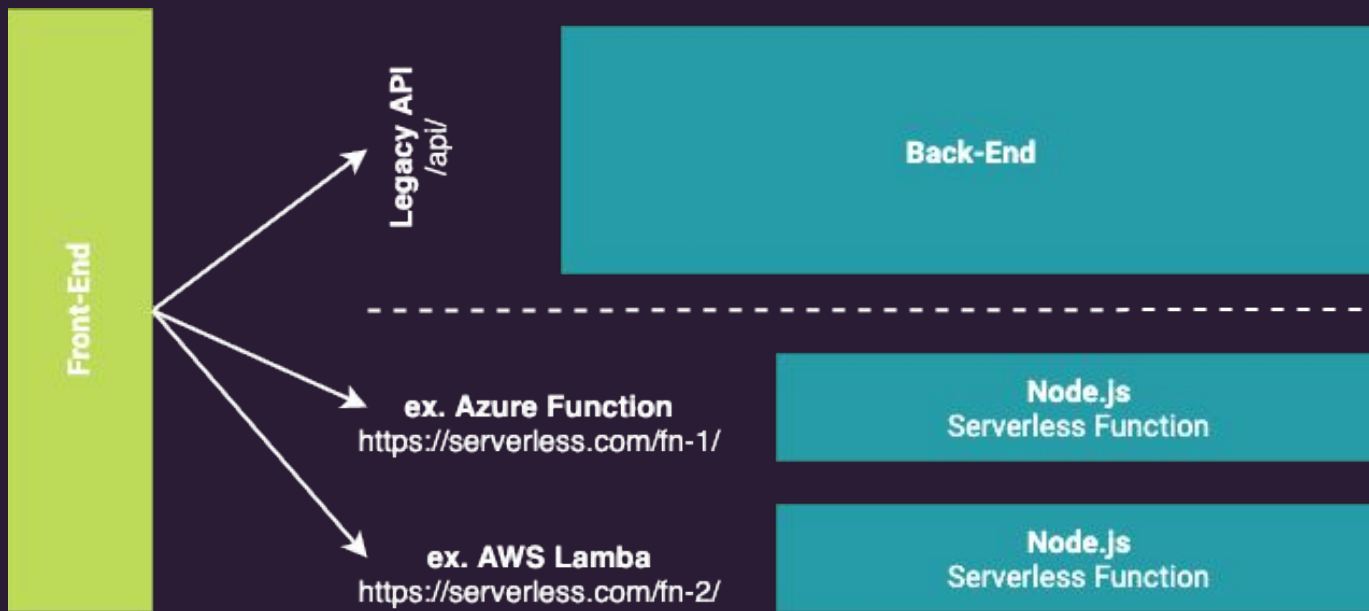 Front-End
Legacy API
/api/
Back-End
ex. Azure Function
https://serverless.com/fn-1/
Node.js
Serverless Function
ex. AWS Lamba
https://serverless.com/fn-2/
Node.js
Serverless Function